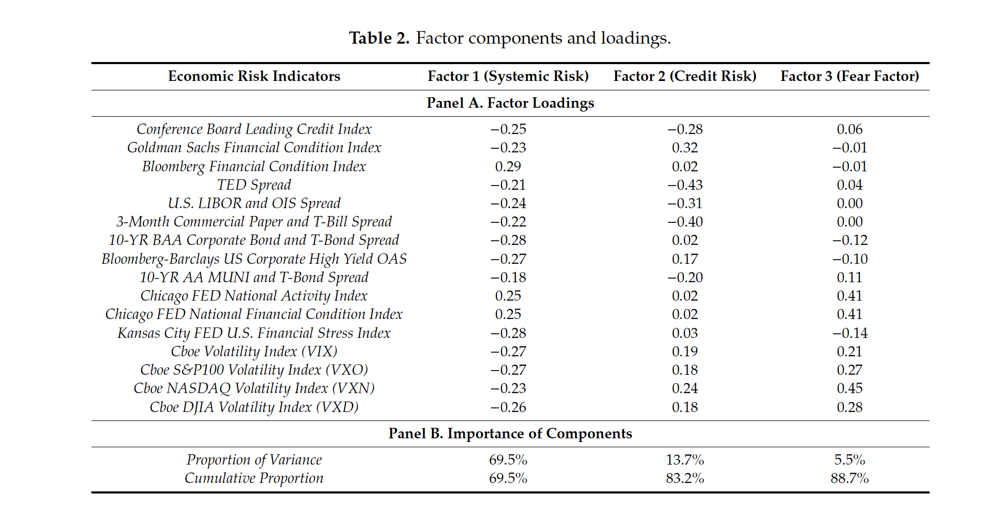 Table 2. Factor components and loadings.
Economic Risk Indicators Factor 1 (Systemic Risk) Factor 2 (Credit Risk) Factor 3 (Fear Factor)
Panel A. Factor Loadings
Conference Board Leading Credit Index −0.25 −0.28 0.06
Goldman Sachs Financial Condition Index −0.23 0.32 −0.01
Bloomberg Financial Condition Index 0.29 0.02 −0.01
TED Spread −0.21 −0.43 0.04
U.S. LIBOR and OIS Spread −0.24 −0.31 0.00
3-Month Commercial Paper and T-Bill Spread −0.22 −0.40 0.00
10-YR BAA Corporate Bond and T-Bond Spread −0.28 0.02 −0.12
Bloomberg-Barclays US Corporate High Yield OAS −0.27 0.17 −0.10
10-YR AA MUNI and T-Bond Spread −0.18 −0.20 0.11
Chicago FED National Activity Index 0.25 0.02 0.41
Chicago FED National Financial Condition Index 0.25 0.02 0.41
Kansas City FED U.S. Financial Stress Index −0.28 0.03 −0.14
Cboe Volatility Index (VIX) −0.27 0.19 0.21
Cboe S&P100 Volatility Index (VXO) −0.27 0.18 0.27
Cboe NASDAQ Volatility Index (VXN) −0.23 0.24 0.45
Cboe DJIA Volatility Index (VXD) −0.26 0.18 0.28
Panel B. Importance of Components
Proportion of Variance 69.5% 13.7% 5.5%
Cumulative Proportion 69.5% 83.2% 88.7%